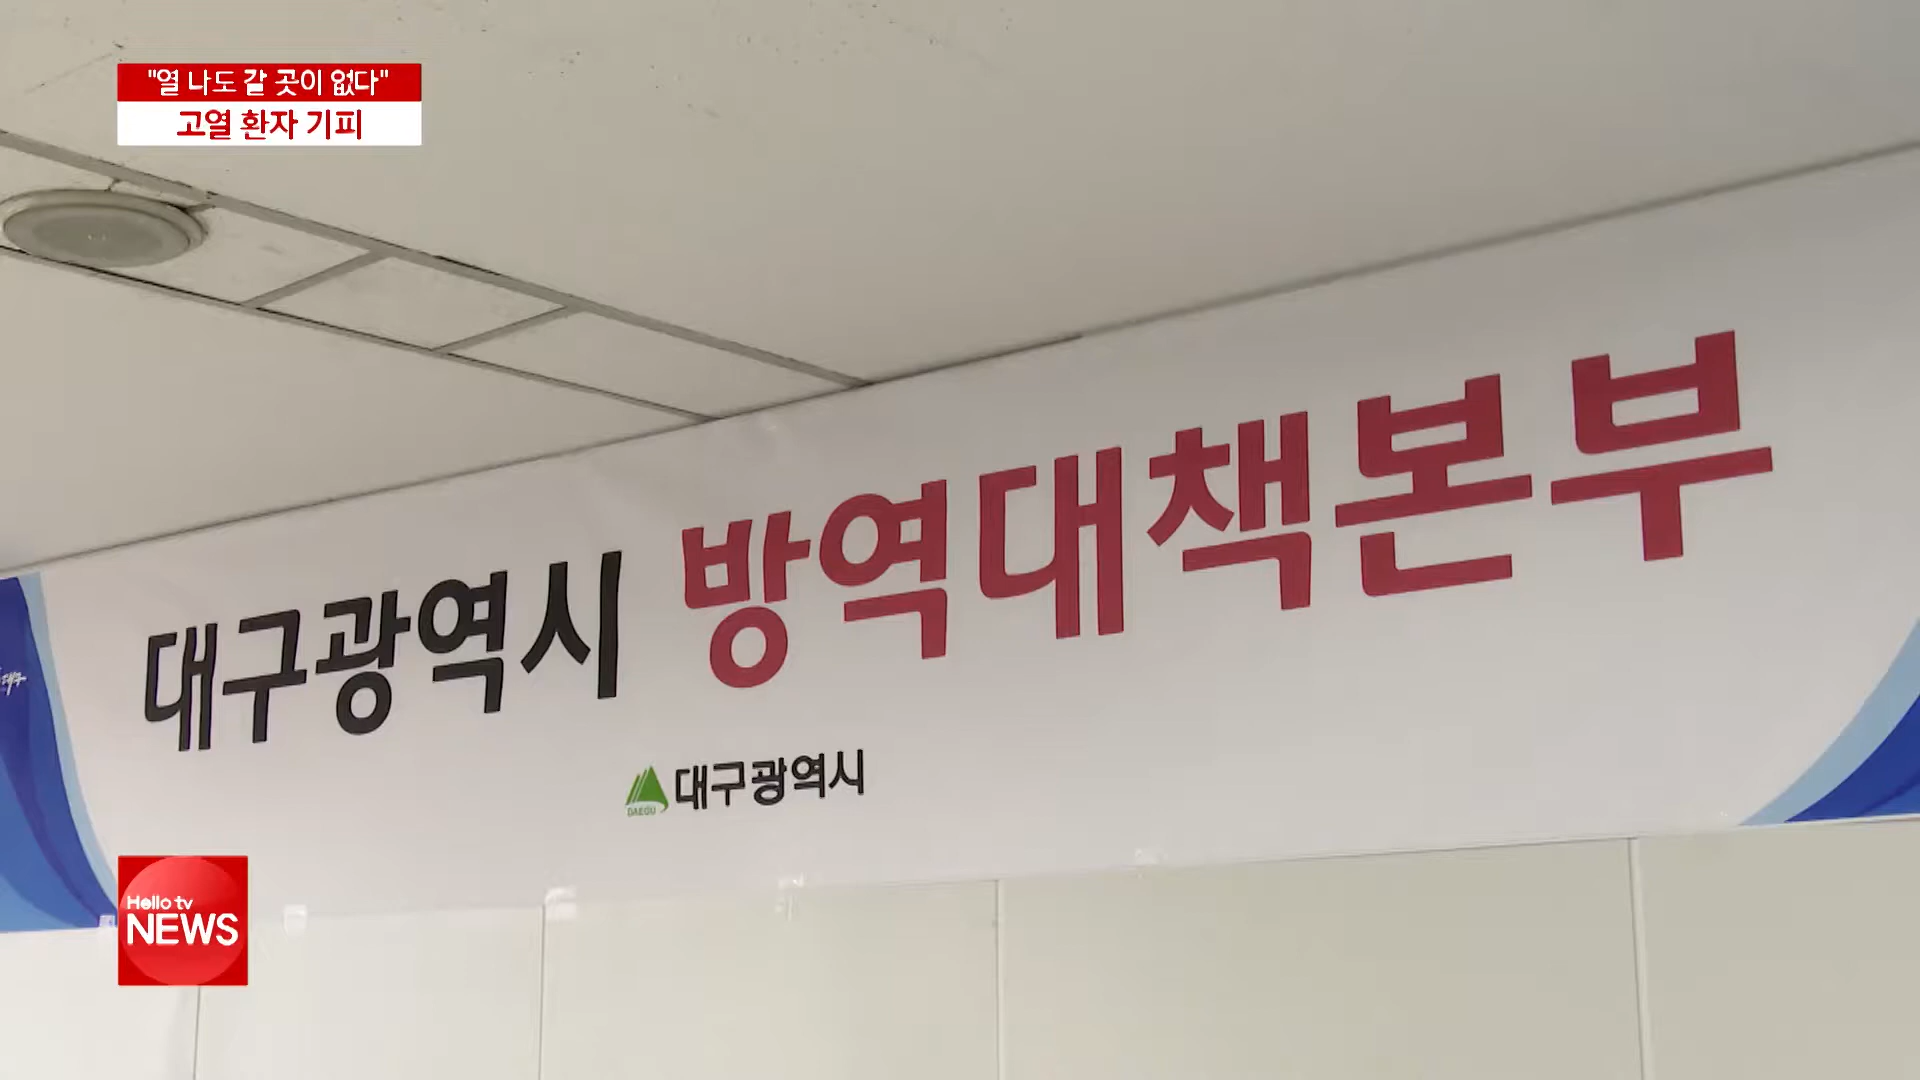 "열 나도 갈 곳이 없다"
고열 환자 기피
대구광역시 방역대책본부
DAEGU 대구광역시
Hello tv
NEWS